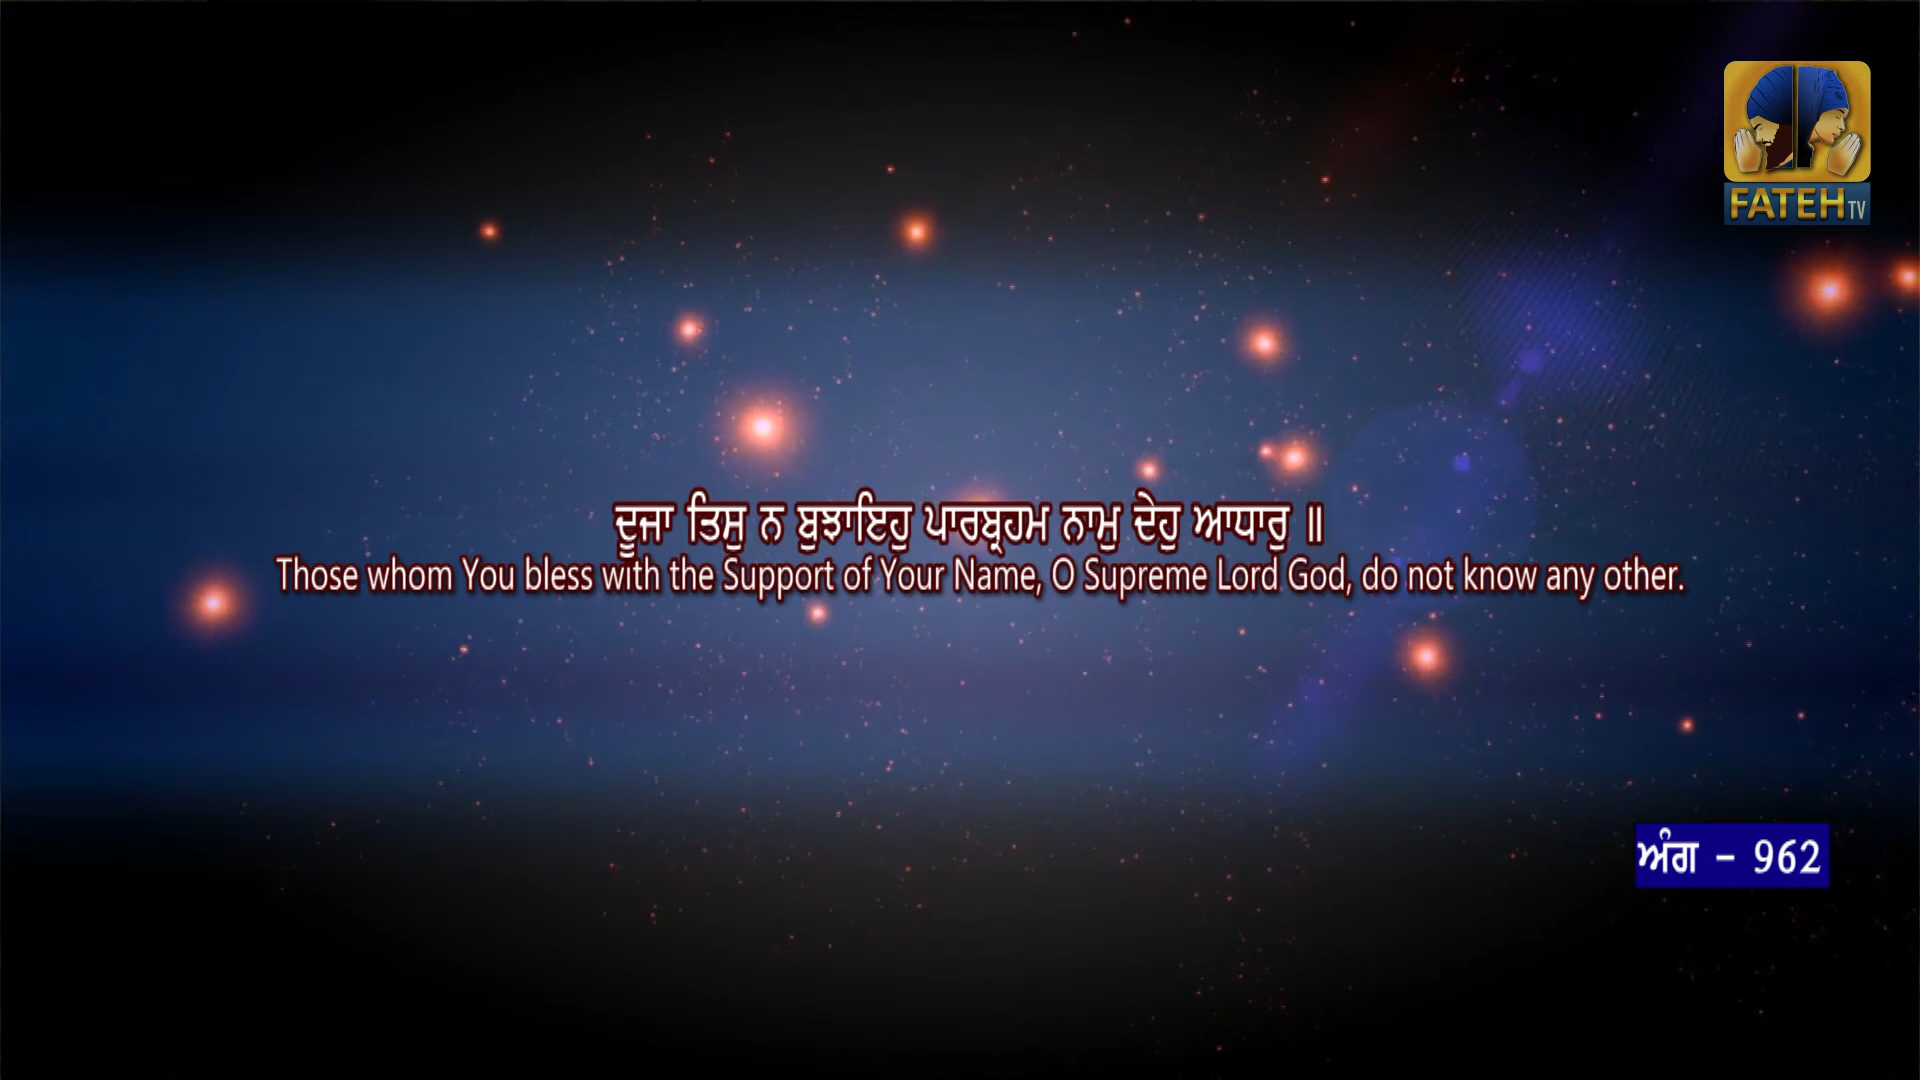 FATEH TV
ਦੂਜਾ ਤਿਸੁ ਨ ਬੁਝਾਇਹੁ ਪਾਰਬ੍ਰਹਮ ਨਾਮੁ ਦੇਹੁ ਆਧਾਰੁ ॥
Those whom You bless with the Support of Your Name, O Supreme Lord God, do not know any other.
ਅੰਗ - 962